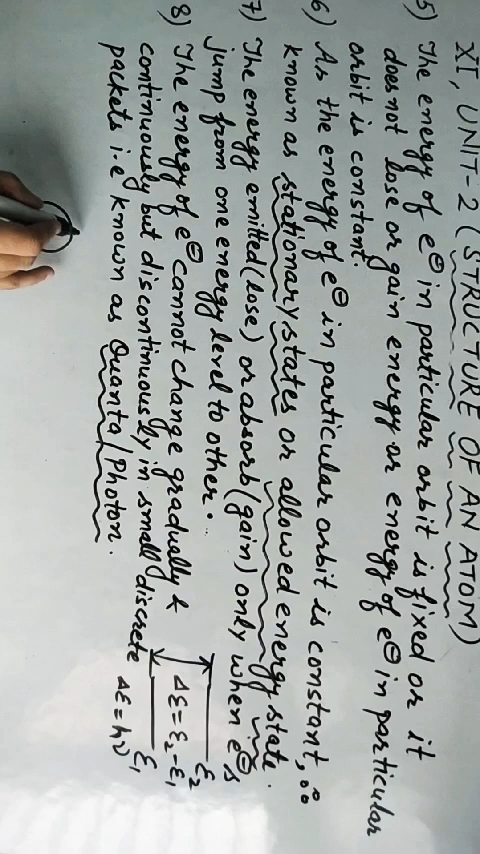 XI, UNIT-2 (STRUCTURE OF AN ATOM)
5) The energy of e⊖ in particular orbit is fixed or it
does not lose or gain energy or energy of e⊖ in particular
orbit is constant.
6) As the energy of e⊖ in particular orbit is constant, ∴
known as stationary states or allowed energy state.
7) The energy emitted (lose) or absorb (gain) only when e⊖s
jump from one energy level to other.
8) The energy of e⊖ cannot change gradually &
continuously but discontinuously in small discrete
packets i.e known as Quanta/Photon.
E2
ΔE = E2 - E1
E1
ΔE = hν